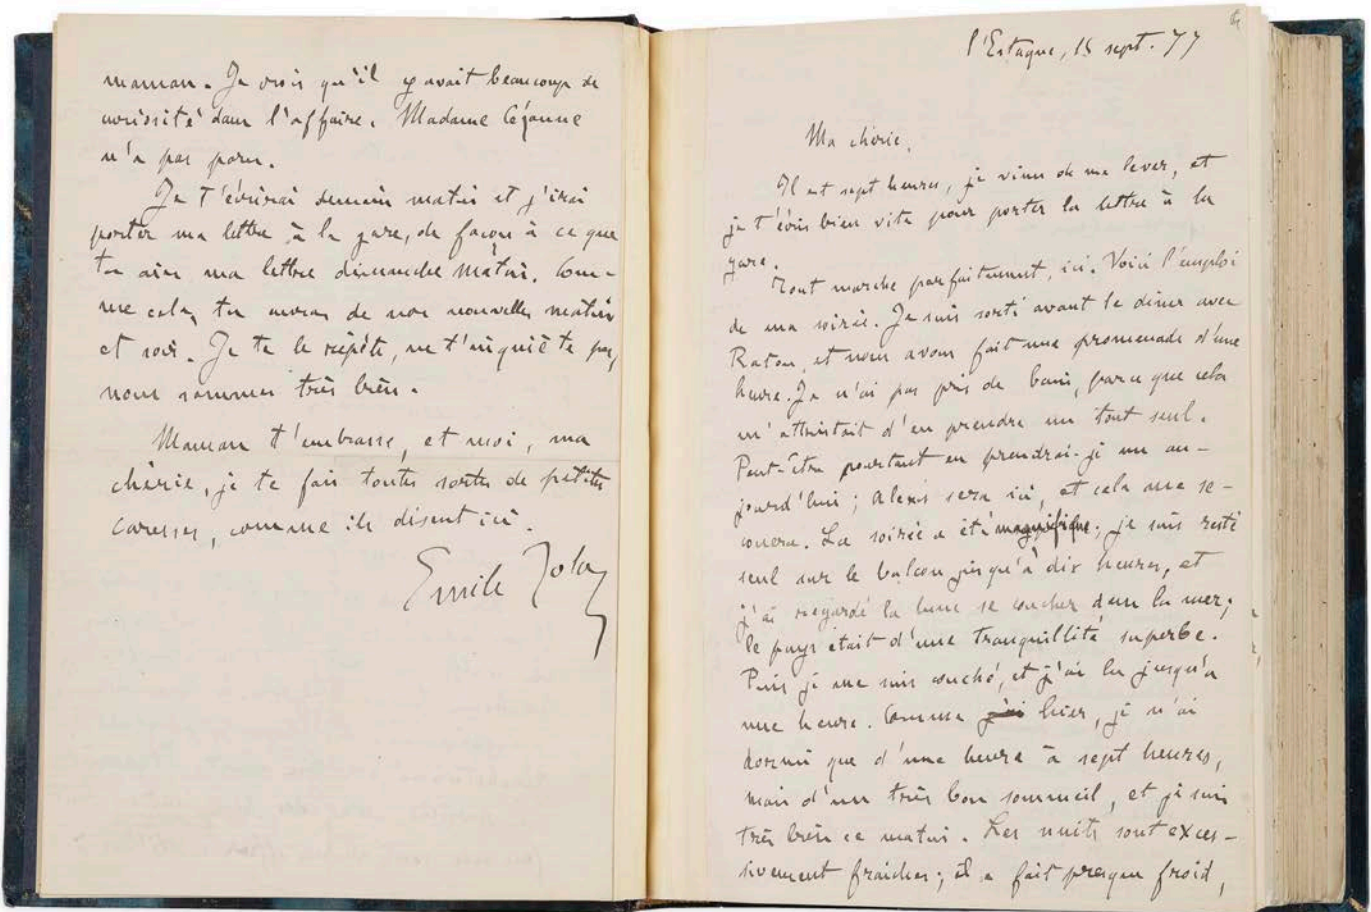 maman. Je crois qu'il y avait beaucoup de
curiosité dans l'affaire. Madame Cézanne
n'a pas paru.
Je t'écrirai demain matin et j'irai
porter ma lettre à la gare, de façon à ce que
tu aies ma lettre dimanche matin. Com-
me cela, tu auras de nos nouvelles matin
et soir. Je te le répète, ne t'inquiète pas,
nous sommes très bien.
Maman t'embrasse, et moi, ma
chérie, je te fais toutes sortes de petites
caresses, comme ils disent ici.
Emile Zola
l'Estaque, 15 sept. 77
Ma chérie,
Il est sept heures, je viens de me lever, et
je t'écris bien vite pour porter la lettre à la
gare.
Tout marche parfaitement, ici. Voici l'emploi
de ma soirée. Je suis sorti avant le dîner avec
Raton, et nous avons fait une promenade d'une
heure. Je n'ai pas pris de bain, parce que cela
m'attristait d'en prendre un tout seul.
Peut-être pourtant en prendrai-je un au-
jourd'hui ; Alexis sera ici, et cela me se-
couera. La soirée a été magnifique ; je suis resté
seul sur le balcon jusqu'à dix heures, et
j'ai regardé la lune se coucher dans la mer ;
le pays était d'une tranquillité superbe.
Puis je me suis couché, et j'ai lu jusqu'à
une heure. Comme j'ai hier, je n'ai
dormi que d'une heure à sept heures,
mais d'un très bon sommeil, et je suis
très bien ce matin. Les nuits sont exces-
sivement fraîches ; il a fait presque froid,